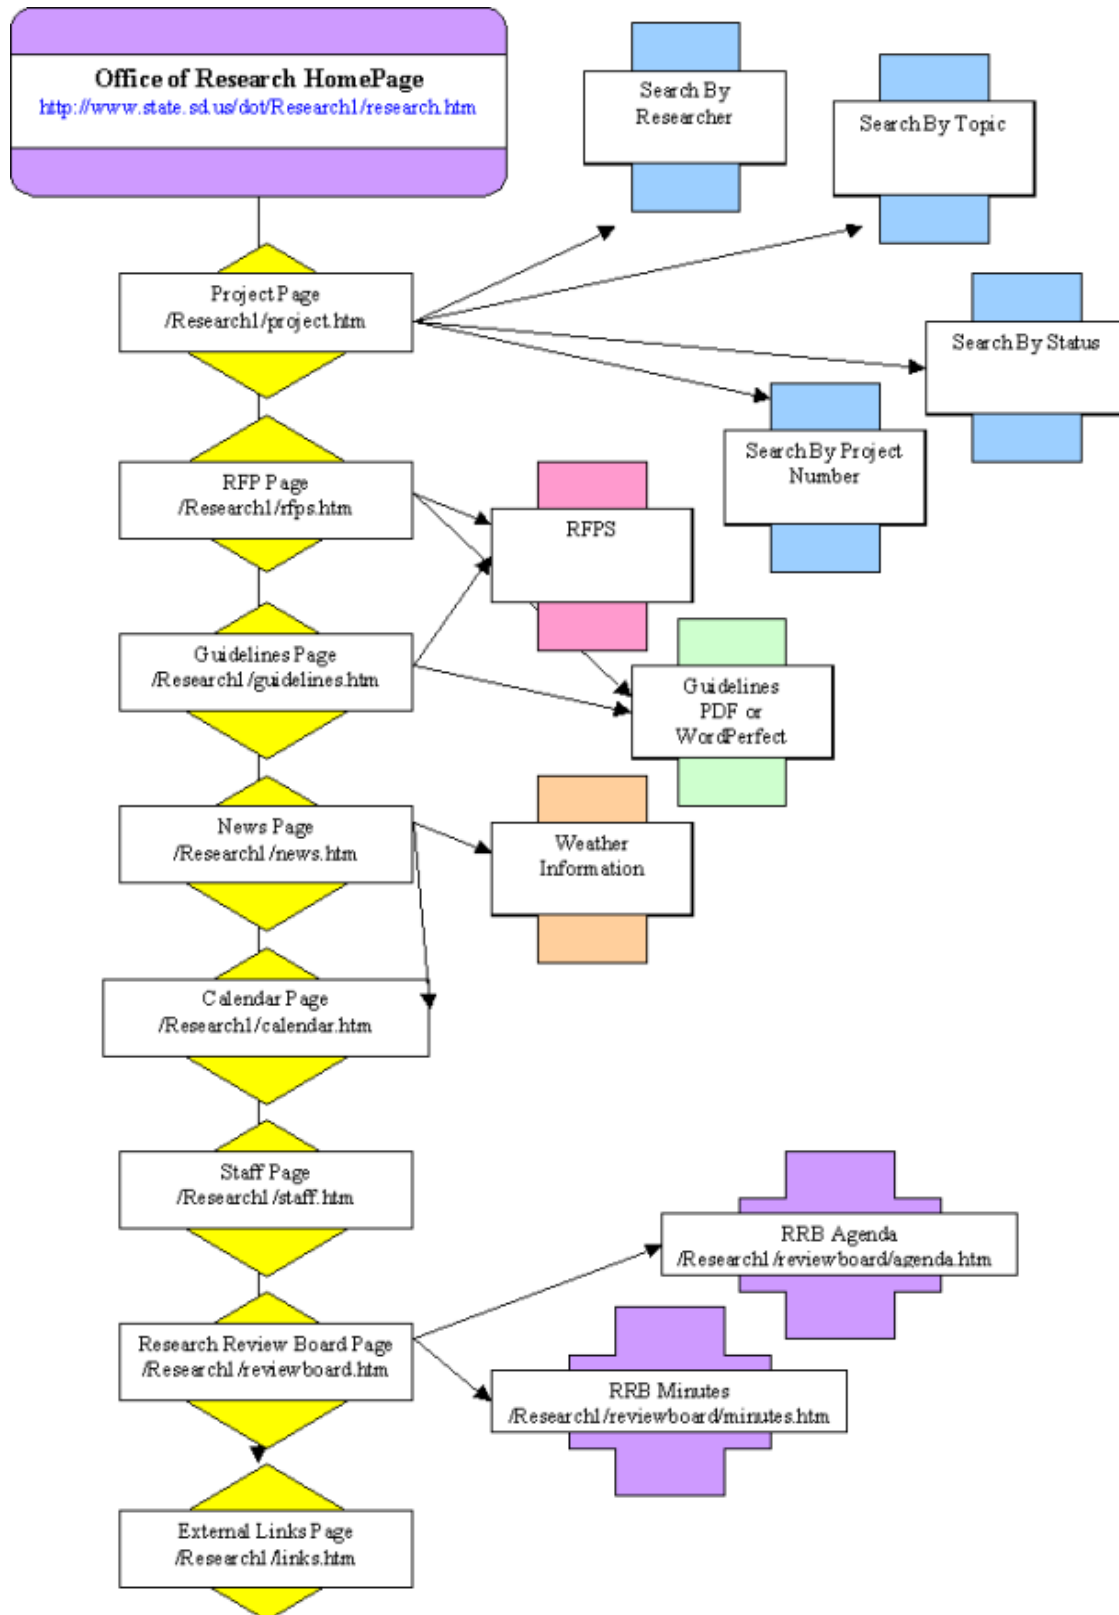 Office of Research HomePage
http://www.state.sd.us/dot/Research1/research.htm
Search By
Researcher
Search By Topic
Project Page
/Research1/project.htm
Search By Status
Search By Project
Number
RFP Page
/Research1/rfps.htm
RFPS
Guidelines Page
/Research1/guidelines.htm
Guidelines
PDF or
WordPerfect
News Page
/Research1/news.htm
Weather
Information
Calendar Page
/Research1/calendar.htm
Staff Page
/Research1/staff.htm
RRB Agenda
/Research1/reviewboard/agenda.htm
Research Review Board Page
/Research1/reviewboard.htm
RRB Minutes
/Research1/reviewboard/minutes.htm
External Links Page
/Research1/links.htm